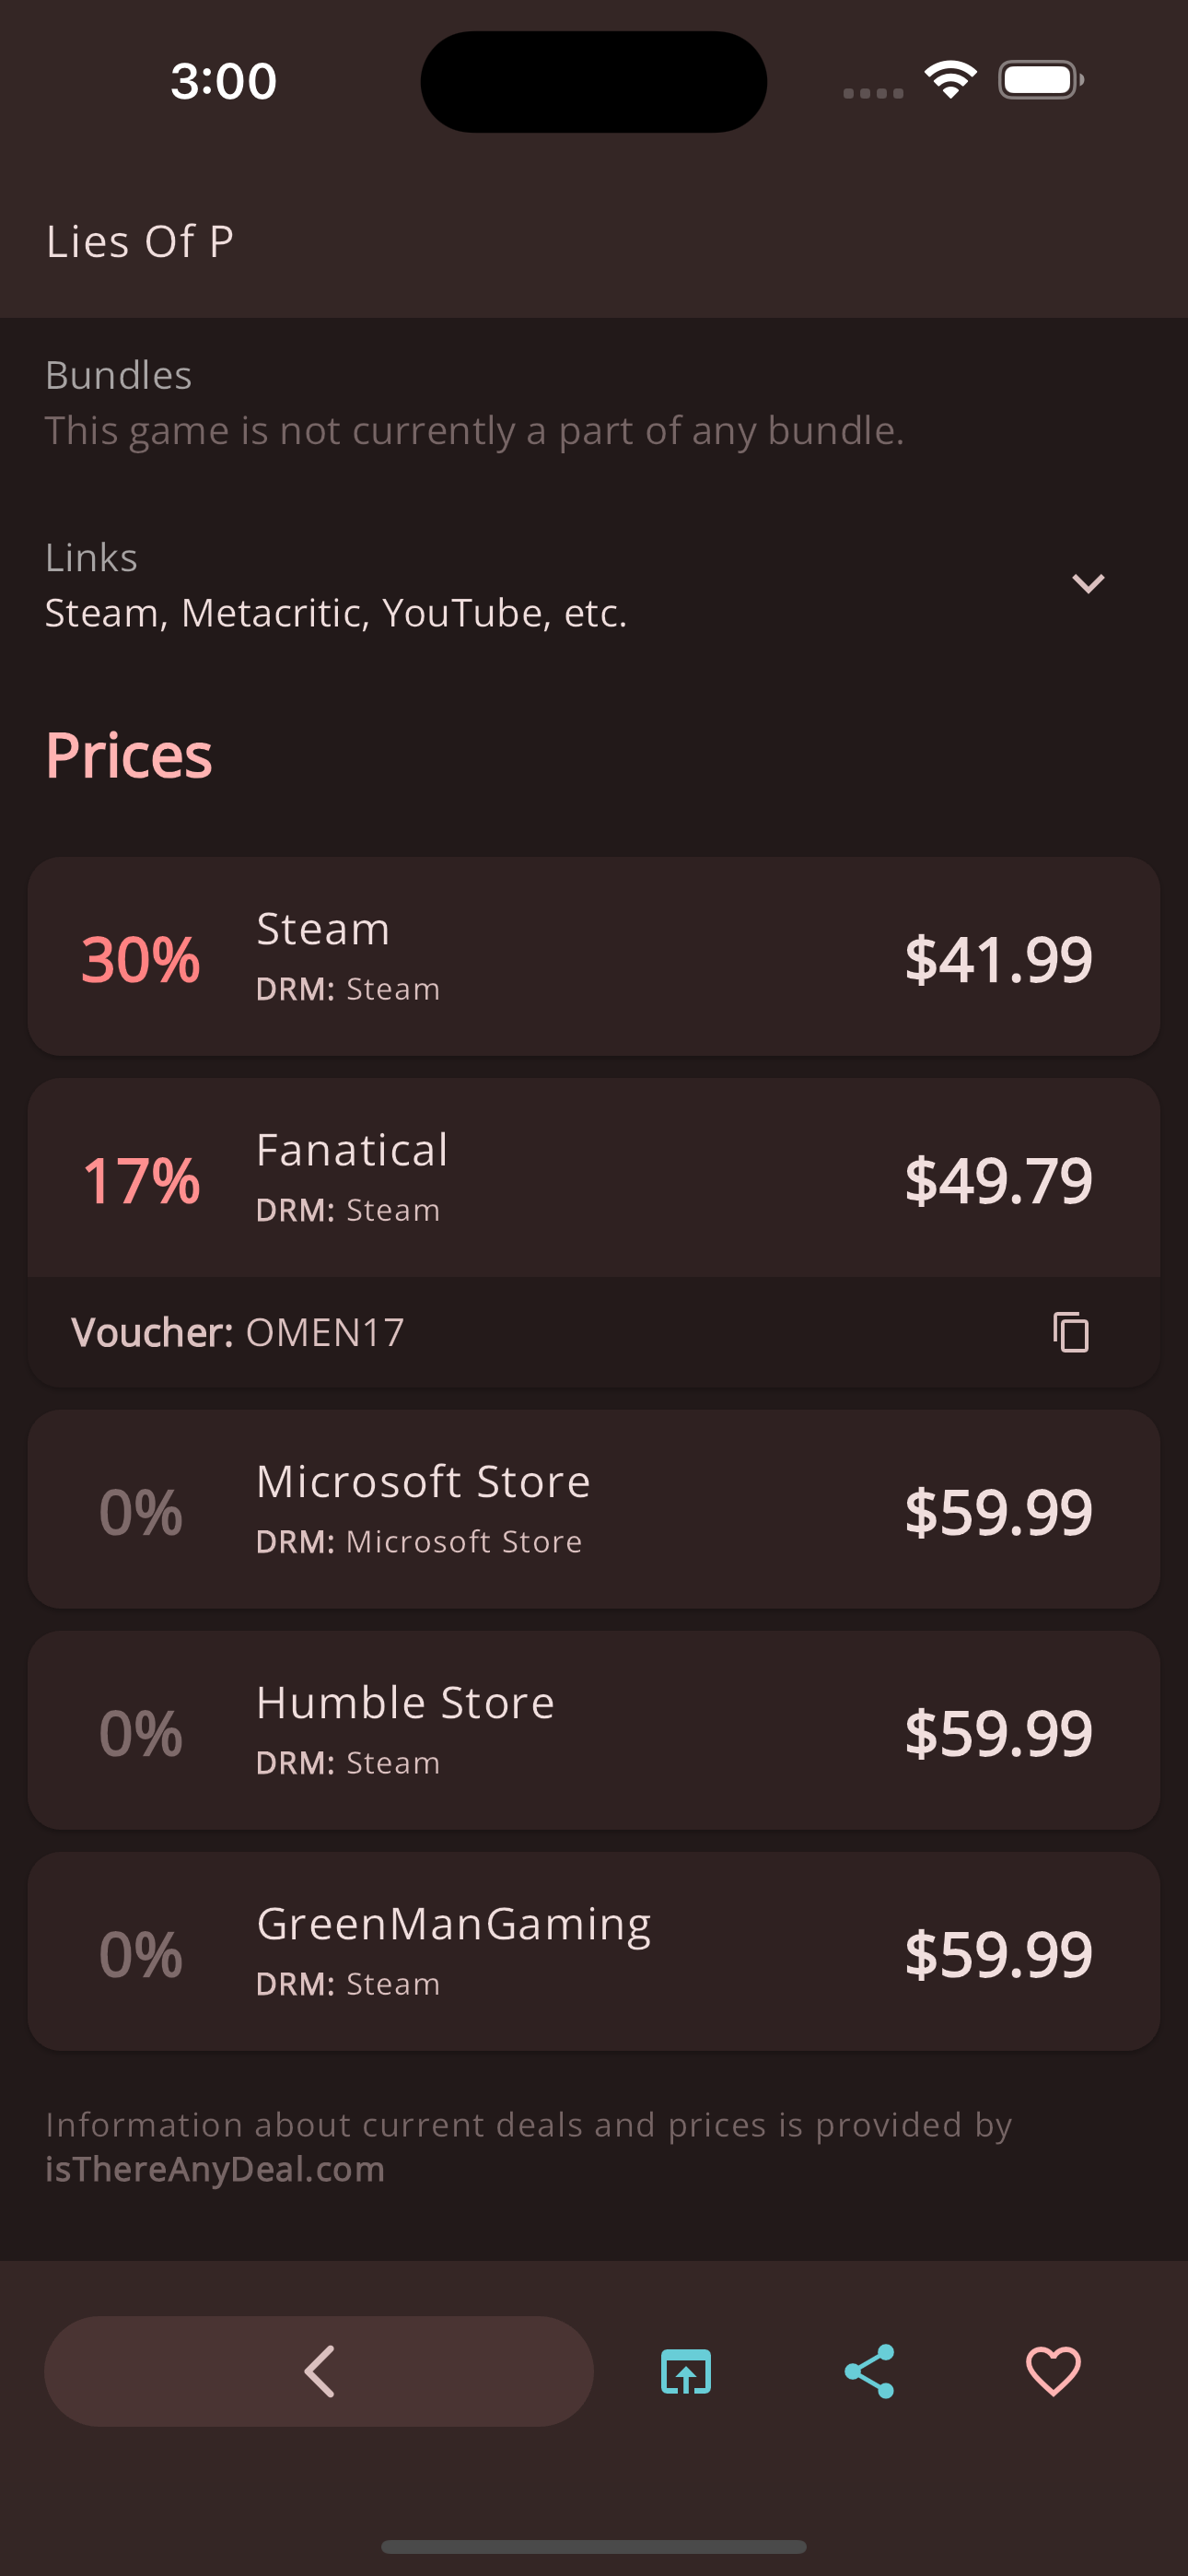 3:00
Lies Of P
Bundles
This game is not currently a part of any bundle.
Links
Steam, Metacritic, YouTube, etc.
Prices
30%
Steam
DRM: Steam
$41.99
17%
Fanatical
DRM: Steam
$49.79
Voucher: OMEN17
0%
Microsoft Store
DRM: Microsoft Store
$59.99
0%
Humble Store
DRM: Steam
$59.99
0%
GreenManGaming
DRM: Steam
$59.99
Information about current deals and prices is provided by
isThereAnyDeal.com